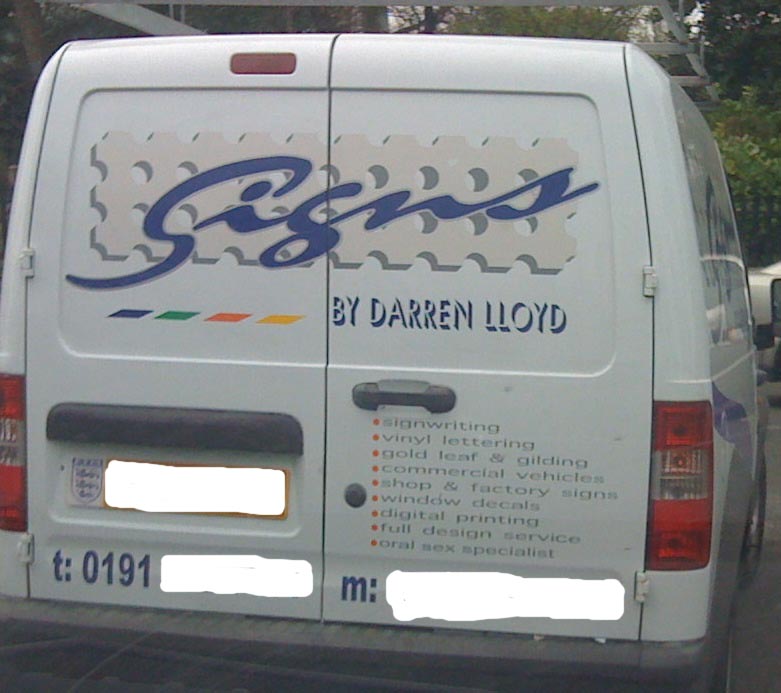 Signs
BY DARREN LLOYD
signwriting
vinyl lettering
gold leaf & gilding
commercial vehicles
shop & factory signs
window decals
digital printing
full design service
oral sex specialist
t: 0191
m: